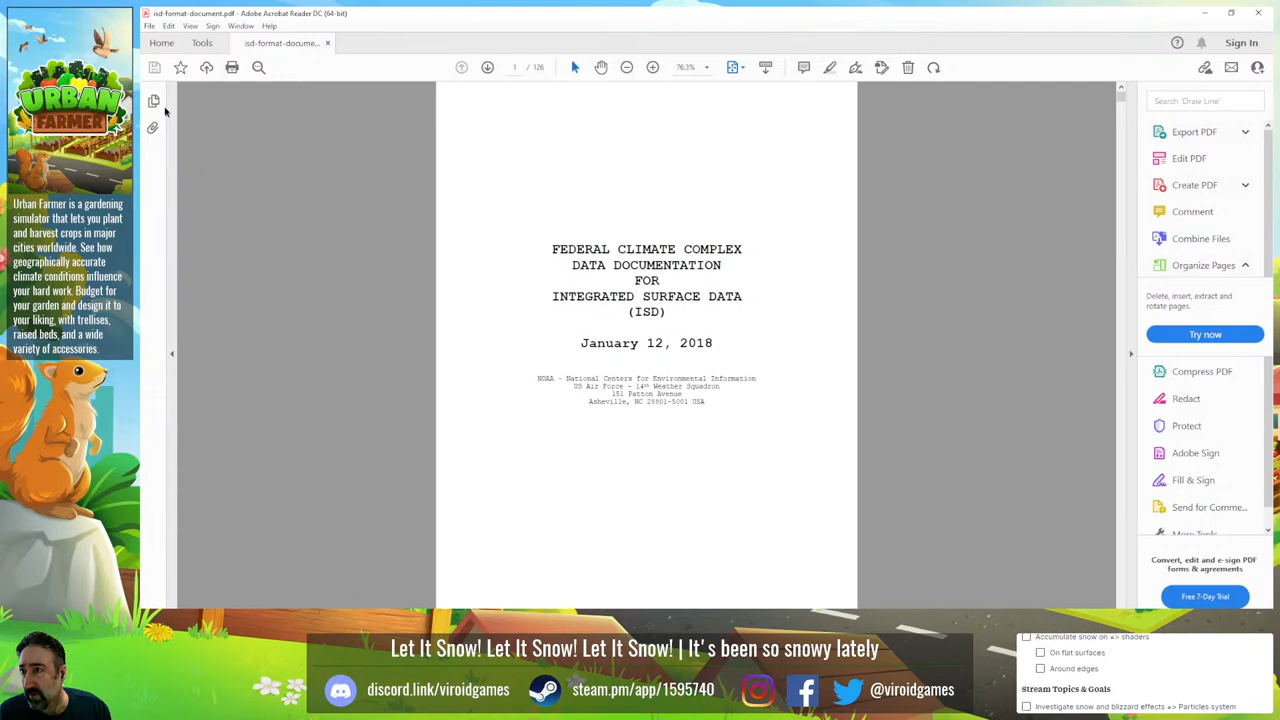 isd-format-document.pdf - Adobe Acrobat Reader DC (64-bit)
File Edit View Sign Window Help
Home Tools isd-format-docume... ×
Sign In
1 / 126
76.3%
Search 'Draw Line'
Export PDF
Edit PDF
Create PDF
Comment
Combine Files
Organize Pages
Delete, insert, extract and
rotate pages.
Try now
Compress PDF
Redact
Protect
Adobe Sign
Fill & Sign
Send for Comme...
More Tools
Convert, edit and e-sign PDF
forms & agreements
Free 7-Day Trial
FEDERAL CLIMATE COMPLEX
DATA DOCUMENTATION
FOR
INTEGRATED SURFACE DATA
(ISD)
January 12, 2018
NOAA - National Centers for Environmental Information
US Air Force - 14th Weather Squadron
151 Patton Avenue
Asheville, NC 28801-5001 USA
URBAN
FARMER
Urban Farmer is a gardening
simulator that lets you plant
and harvest crops in major
cities worldwide. See how
geographically accurate
climate conditions influence
your hard work. Budget for
your garden and design it to
your liking, with trellises,
raised beds, and a wide
variety of accessories.
Let It Snow! Let It Snow! Let It Snow! | It's been so snowy lately
discord.link/viroidgames
steam.pm/app/1595740
@viroidgames
Accumulate snow on => shaders
On flat surfaces
Around edges
Stream Topics & Goals
Investigate snow and blizzard effects => Particles system